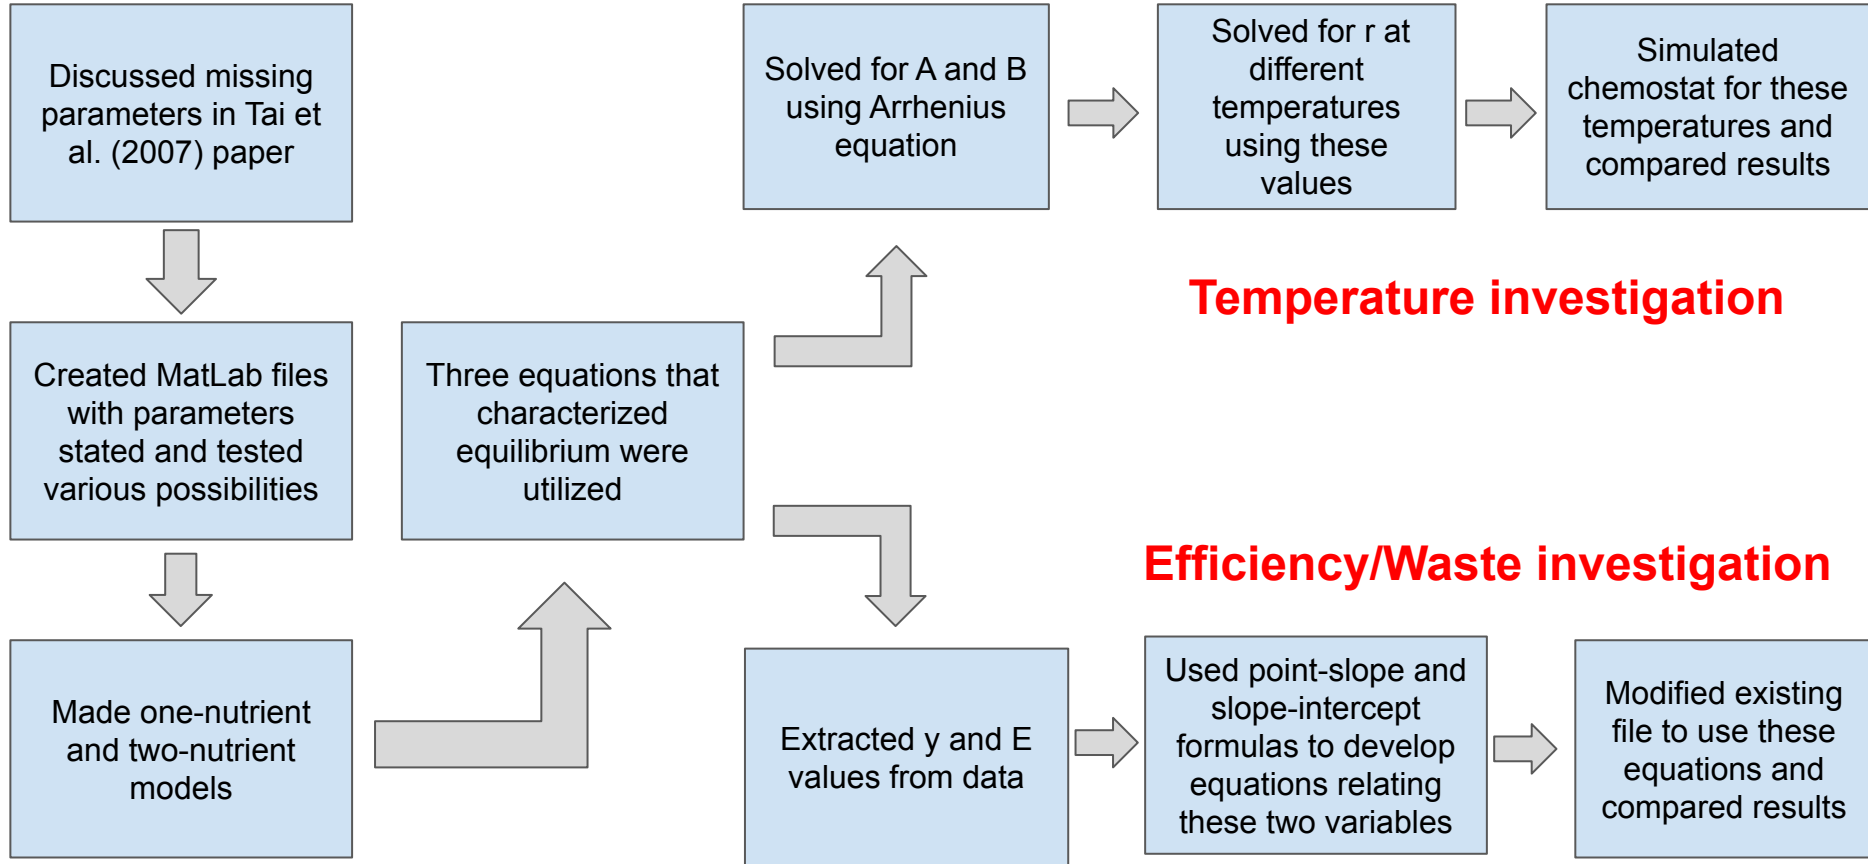 Discussed missing
parameters in Tai et
al. (2007) paper
Created MatLab files
with parameters
stated and tested
various possibilities
Made one-nutrient
and two-nutrient
models
Three equations that
characterized
equilibrium were
utilized
Solved for A and B
using Arrhenius
equation
Solved for r at
different
temperatures
using these
values
Simulated
chemostat for these
temperatures and
compared results
Temperature investigation
Efficiency/Waste investigation
Extracted y and E
values from data
Used point-slope and
slope-intercept
formulas to develop
equations relating
these two variables
Modified existing
file to use these
equations and
compared results